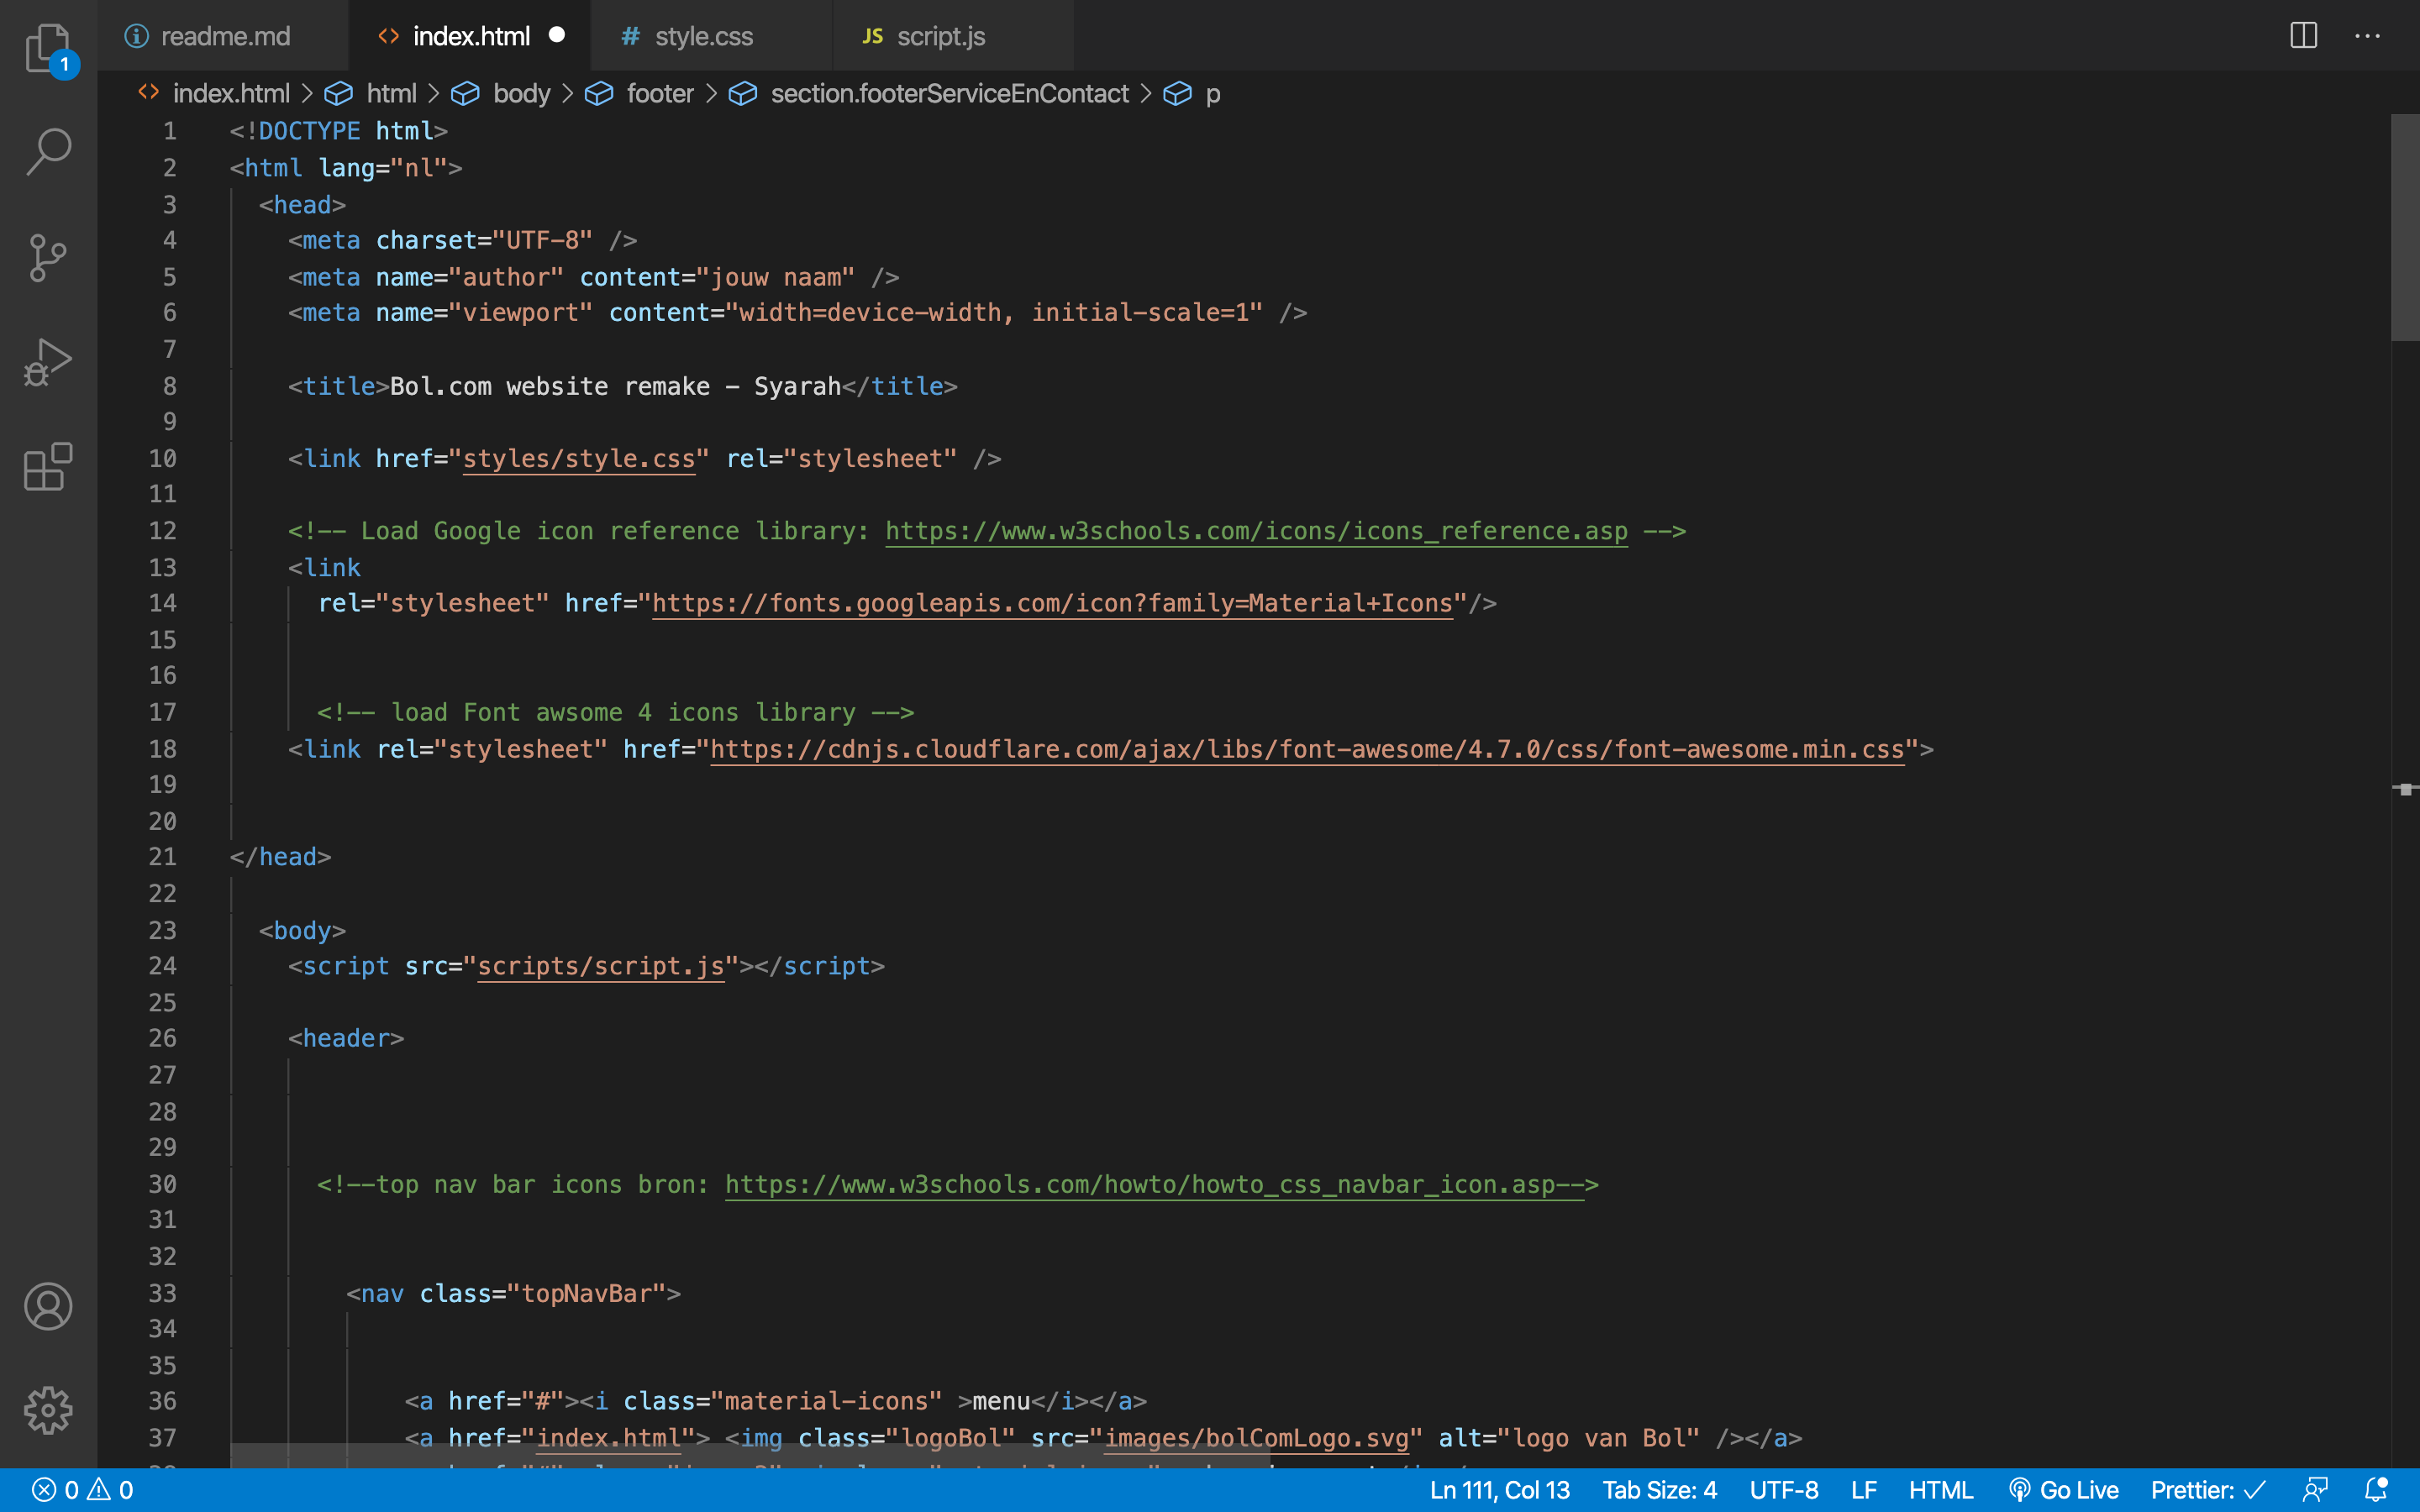 1
readme.md
index.html
# style.css
JS script.js
index.html > html > body > footer > section.footerServiceEnContact > p
1 <!DOCTYPE html>
2 <html lang="nl">
3 <head>
4 <meta charset="UTF-8" />
5 <meta name="author" content="jouw naam" />
6 <meta name="viewport" content="width=device-width, initial-scale=1" />
7
8 <title>Bol.com website remake - Syarah</title>
9
10 <link href="styles/style.css" rel="stylesheet" />
11
12 <!-- Load Google icon reference library: https://www.w3schools.com/icons/icons_reference.asp -->
13 <link
14 rel="stylesheet" href="https://fonts.googleapis.com/icon?family=Material+Icons"/>
15
16
17 <!-- load Font awsome 4 icons library -->
18 <link rel="stylesheet" href="https://cdnjs.cloudflare.com/ajax/libs/font-awesome/4.7.0/css/font-awesome.min.css">
19
20
21 </head>
22
23 <body>
24 <script src="scripts/script.js"></script>
25
26 <header>
27
28
29
30 <!--top nav bar icons bron: https://www.w3schools.com/howto/howto_css_navbar_icon.asp-->
31
32
33 <nav class="topNavBar">
34
35
36 <a href="#"><i class="material-icons" >menu</i></a>
37 <a href="index.html"> <img class="logoBol" src="images/bolComLogo.svg" alt="logo van Bol" /></a>
0 0 Ln 111, Col 13 Tab Size: 4 UTF-8 LF HTML Go Live Prettier: ✓